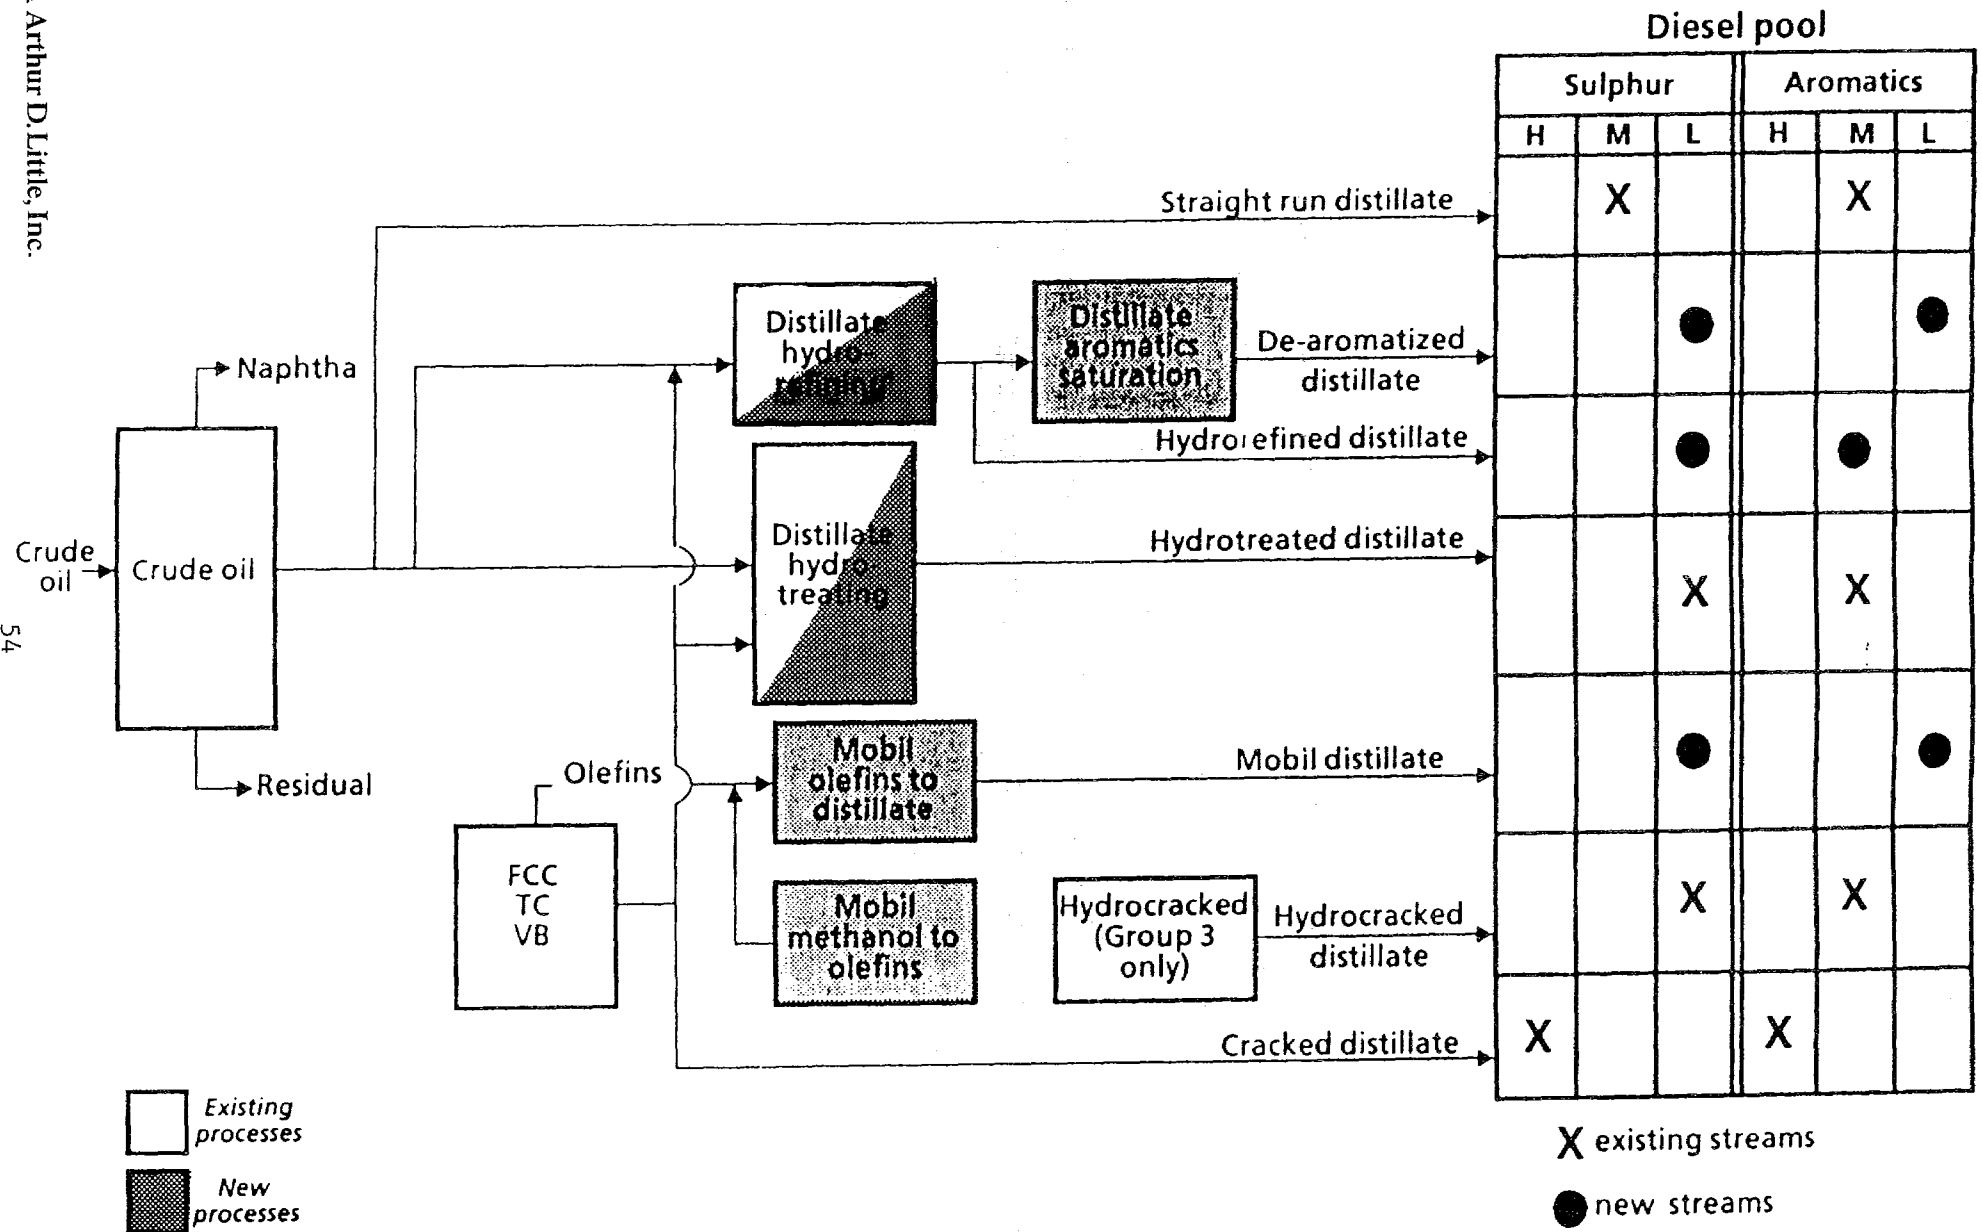 Arthur D. Little, Inc.
54
Diesel pool
Sulphur
Aromatics
H
M
L
H
M
L
Straight run distillate
X
X
Distillate
hydro-
refining
Distillate
aromatics
saturation
De-aromatized
distillate
Naphtha
Hydrorefined distillate
Crude
oil
Crude oil
Distillate
hydro-
treating
Hydrotreated distillate
X
X
Residual
Olefins
Mobil
olefins to
distillate
Mobil distillate
FCC
TC
VB
Mobil
methanol to
olefins
Hydrocracked
(Group 3
only)
Hydrocracked
distillate
X
X
Cracked distillate
X
X
Existing
processes
New
processes
X existing streams
new streams